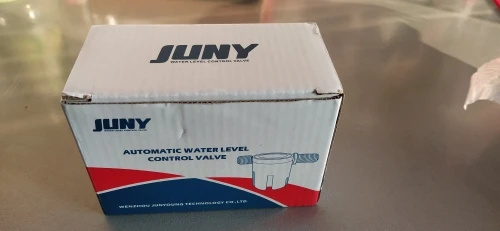 JUNY
WATER LEVEL CONTROL VALVE
JUNY
AUTOMATIC WATER LEVEL
CONTROL VALVE
WENZHOU JUNYOUNG TECHNOLOGY CO.,LTD